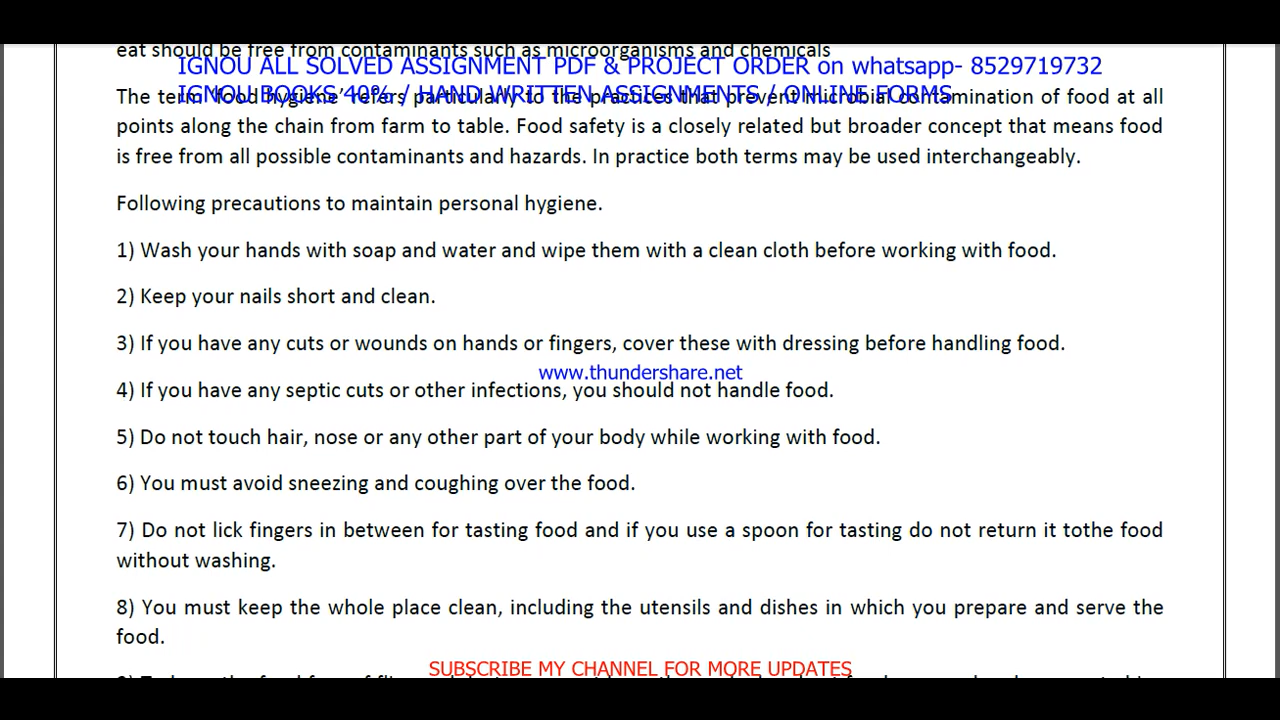 eat should be free from contaminants such as microorganisms and chemicals
IGNOU ALL SOLVED ASSIGNMENT PDF & PROJECT ORDER on whatsapp- 8529719732
IGNOU BOOKS 40% / HAND WRITTEN ASSIGNMENTS / ONLINE FORMS
The term ‘food hygiene’ refers particularly to the practices that prevent microbial contamination of food at all
points along the chain from farm to table. Food safety is a closely related but broader concept that means food
is free from all possible contaminants and hazards. In practice both terms may be used interchangeably.
Following precautions to maintain personal hygiene.
1) Wash your hands with soap and water and wipe them with a clean cloth before working with food.
2) Keep your nails short and clean.
3) If you have any cuts or wounds on hands or fingers, cover these with dressing before handling food.
www.thundershare.net
4) If you have any septic cuts or other infections, you should not handle food.
5) Do not touch hair, nose or any other part of your body while working with food.
6) You must avoid sneezing and coughing over the food.
7) Do not lick fingers in between for tasting food and if you use a spoon for tasting do not return it tothe food
without washing.
8) You must keep the whole place clean, including the utensils and dishes in which you prepare and serve the
food.
SUBSCRIBE MY CHANNEL FOR MORE UPDATES